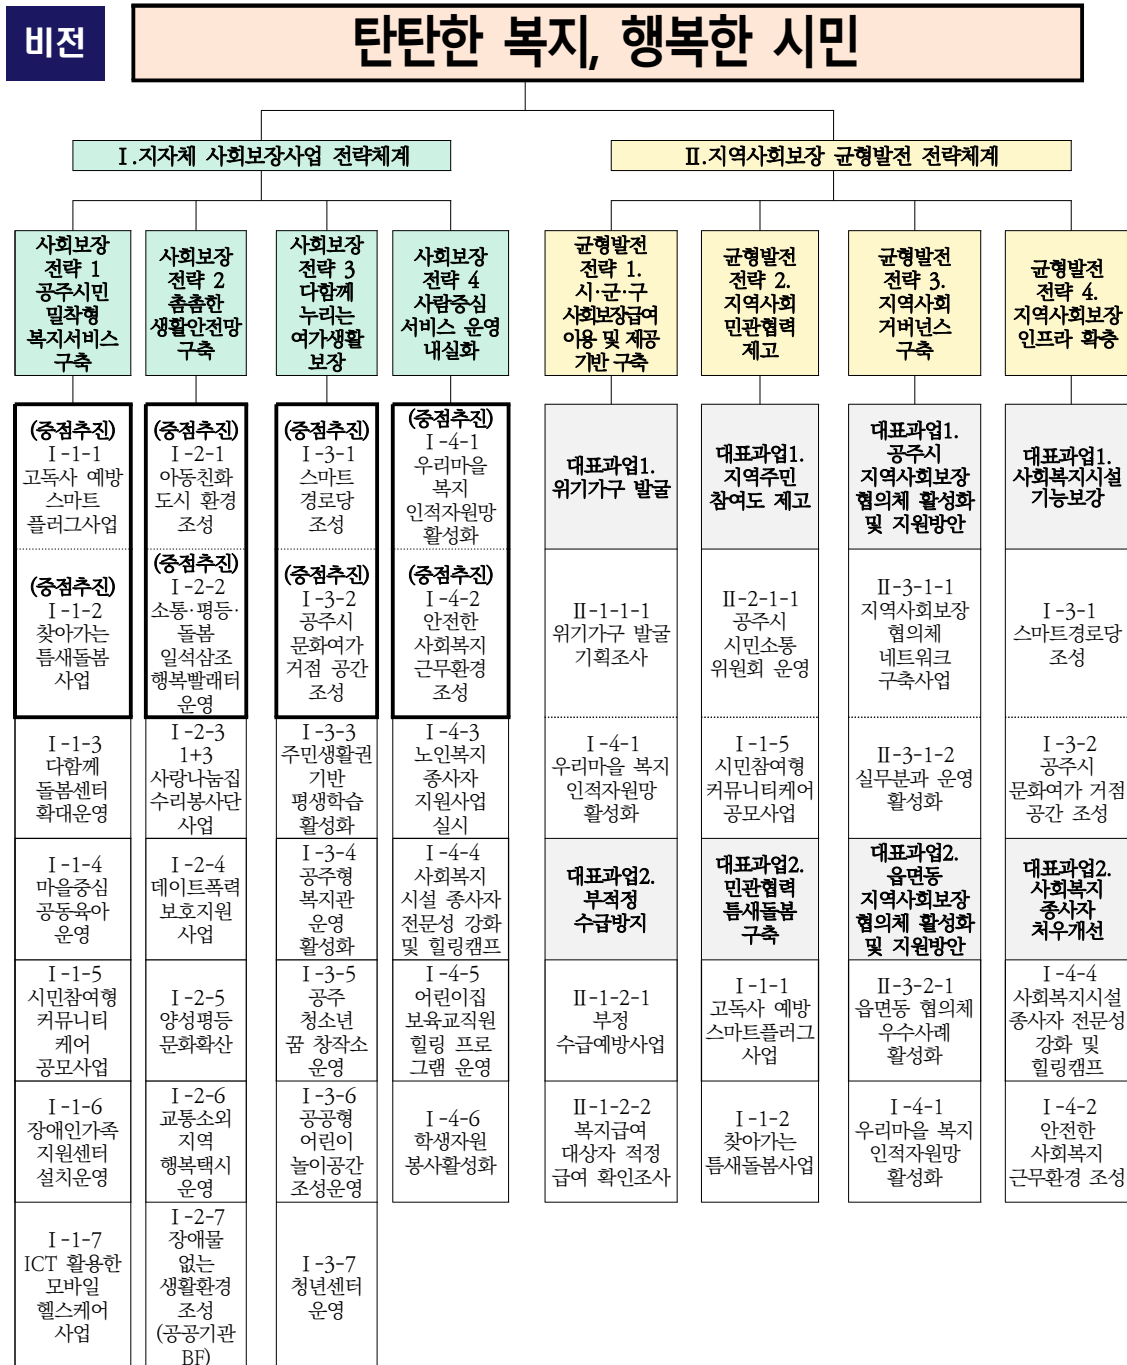 비전
탄탄한 복지, 행복한 시민
Ⅰ.지자체 사회보장사업 전략체계
Ⅱ.지역사회보장 균형발전 전략체계
사회보장
전략 1
공주시민
밀착형
복지서비스
구축
사회보장
전략 2
촘촘한
생활안전망
구축
사회보장
전략 3
다함께
누리는
여가생활
보장
사회보장
전략 4
사람중심
서비스 운영
내실화
균형발전
전략 1.
시·군·구
사회보장급여
이용 및 제공
기반 구축
균형발전
전략 2.
지역사회
민관협력
제고
균형발전
전략 3.
지역사회
거버넌스
구축
균형발전
전략 4.
지역사회보장
인프라 확충
(중점추진)
Ⅰ-1-1
고독사 예방
스마트
플러그사업
(중점추진)
Ⅰ-2-1
아동친화
도시 환경
조성
(중점추진)
Ⅰ-3-1
스마트
경로당
조성
(중점추진)
Ⅰ-4-1
우리마을
복지
인적자원망
활성화
대표과업1.
위기가구 발굴
대표과업1.
지역주민
참여도 제고
대표과업1.
공주시
지역사회보장
협의체 활성화
및 지원방안
대표과업1.
사회복지시설
기능보강
(중점추진)
Ⅰ-1-2
찾아가는
틈새돌봄
사업
(중점추진)
Ⅰ-2-2
소통·평등·
돌봄
일석삼조
행복빨래터
운영
(중점추진)
Ⅰ-3-2
공주시
문화여가
거점 공간
조성
(중점추진)
Ⅰ-4-2
안전한
사회복지
근무환경
조성
Ⅱ-1-1-1
위기가구 발굴
기획조사
Ⅱ-2-1-1
공주시
시민소통
위원회 운영
Ⅱ-3-1-1
지역사회보장
협의체
네트워크
구축사업
Ⅰ-3-1
스마트경로당
조성
Ⅰ-1-3
다함께
돌봄센터
확대운영
Ⅰ-2-3
1+3
사랑나눔집
수리봉사단
사업
Ⅰ-3-3
주민생활권
기반
평생학습
활성화
Ⅰ-4-3
노인복지
종사자
지원사업
실시
Ⅰ-4-1
우리마을 복지
인적자원망
활성화
Ⅰ-1-5
시민참여형
커뮤니티케어
공모사업
Ⅱ-3-1-2
실무분과 운영
활성화
Ⅰ-3-2
공주시
문화여가 거점
공간 조성
Ⅰ-1-4
마을중심
공동육아
운영
Ⅰ-2-4
데이트폭력
보호지원
사업
Ⅰ-3-4
공주형
복지관
운영
활성화
Ⅰ-4-4
사회복지
시설 종사자
전문성 강화
및 힐링캠프
대표과업2.
부적정
수급방지
대표과업2.
민관협력
틈새돌봄
구축
대표과업2.
읍면동
지역사회보장
협의체 활성화
및 지원방안
대표과업2.
사회복지
종사자
처우개선
Ⅰ-1-5
시민참여형
커뮤니티
케어
공모사업
Ⅰ-2-5
양성평등
문화확산
Ⅰ-3-5
공주
청소년
꿈 창작소
운영
Ⅰ-4-5
어린이집
보육교직원
힐링 프로
그램 운영
Ⅱ-1-2-1
부정
수급예방사업
Ⅰ-1-1
고독사 예방
스마트플러그
사업
Ⅱ-3-2-1
읍면동 협의체
우수사례
활성화
Ⅰ-4-4
사회복지시설
종사자 전문성
강화 및
힐링캠프
Ⅰ-1-6
장애인가족
지원센터
설치운영
Ⅰ-2-6
교통소외
지역
행복택시
운영
Ⅰ-3-6
공공형
어린이
놀이공간
조성운영
Ⅰ-4-6
학생자원
봉사활성화
Ⅱ-1-2-2
복지급여
대상자 적정
급여 확인조사
Ⅰ-1-2
찾아가는
틈새돌봄사업
Ⅰ-4-1
우리마을 복지
인적자원망
활성화
Ⅰ-4-2
안전한
사회복지
근무환경 조성
Ⅰ-1-7
ICT 활용한
모바일
헬스케어
사업
Ⅰ-2-7
장애물
없는
생활환경
조성
(공공기관
BF)
Ⅰ-3-7
청년센터
운영